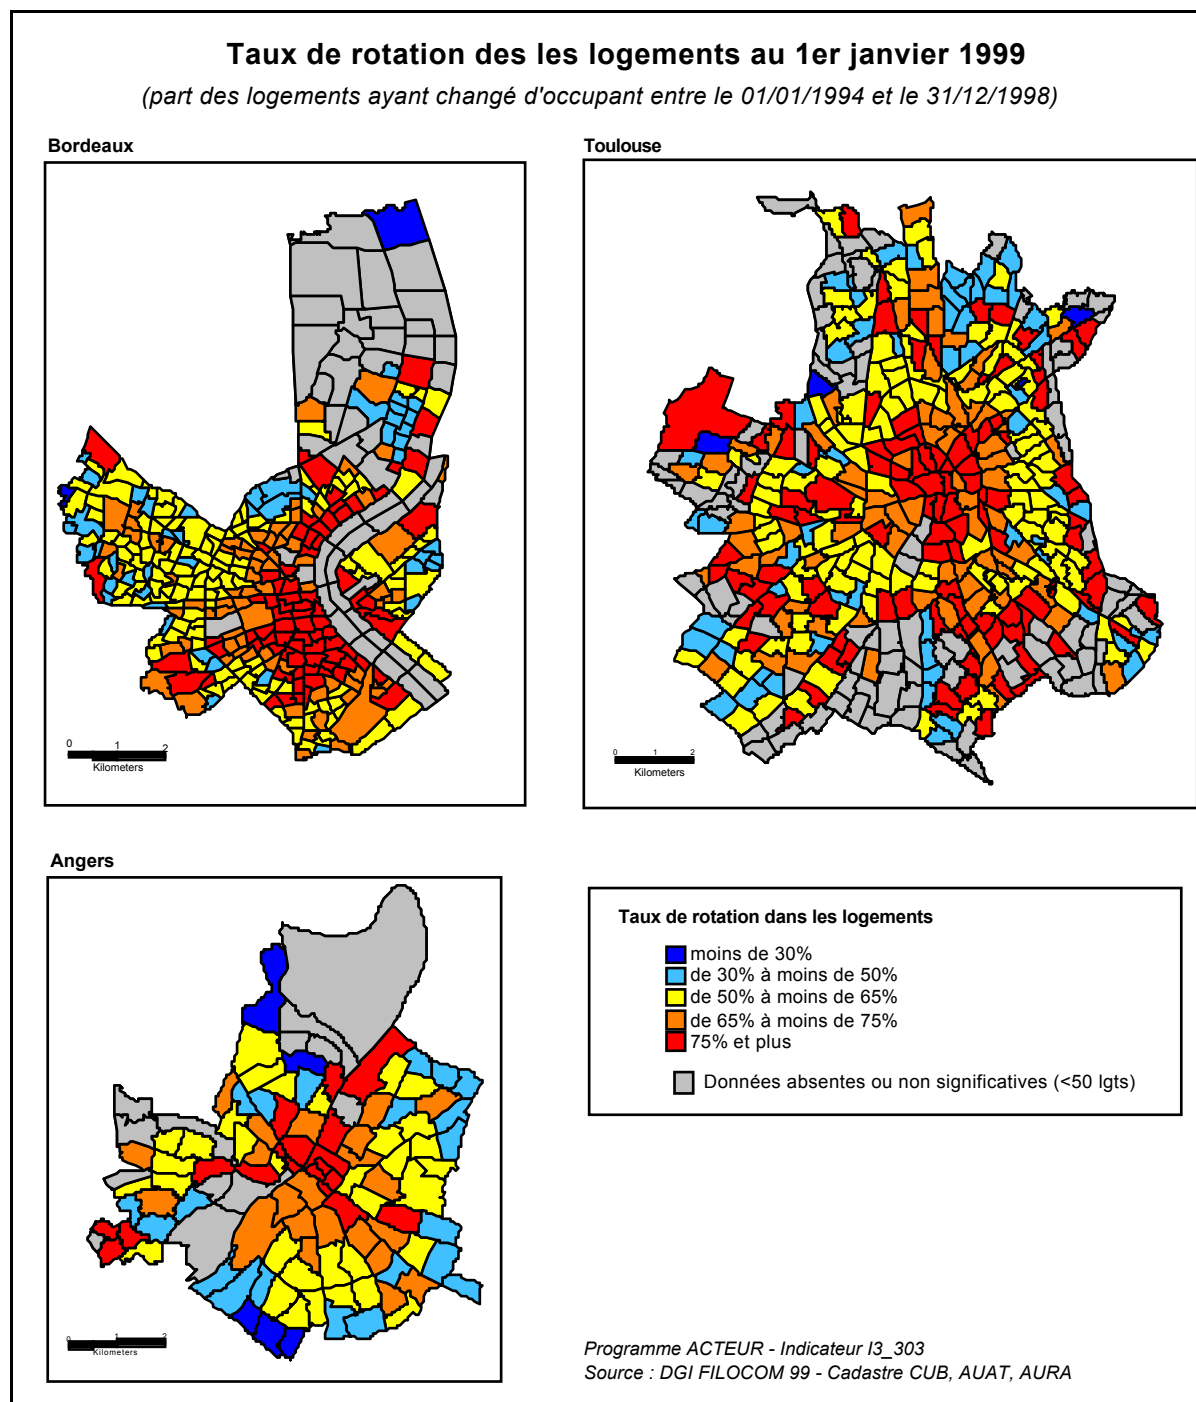 Taux de rotation des les logements au 1er janvier 1999
(part des logements ayant changé d'occupant entre le 01/01/1994 et le 31/12/1998)
Bordeaux
Toulouse
0 1 2
Kilometers
0 1 2
Kilometers
Angers
0 1 2
Kilometers
Taux de rotation dans les logements
moins de 30%
de 30% à moins de 50%
de 50% à moins de 65%
de 65% à moins de 75%
75% et plus
Données absentes ou non significatives (<50 lgts)
Programme ACTEUR - Indicateur I3_303
Source : DGI FILOCOM 99 - Cadastre CUB, AUAT, AURA